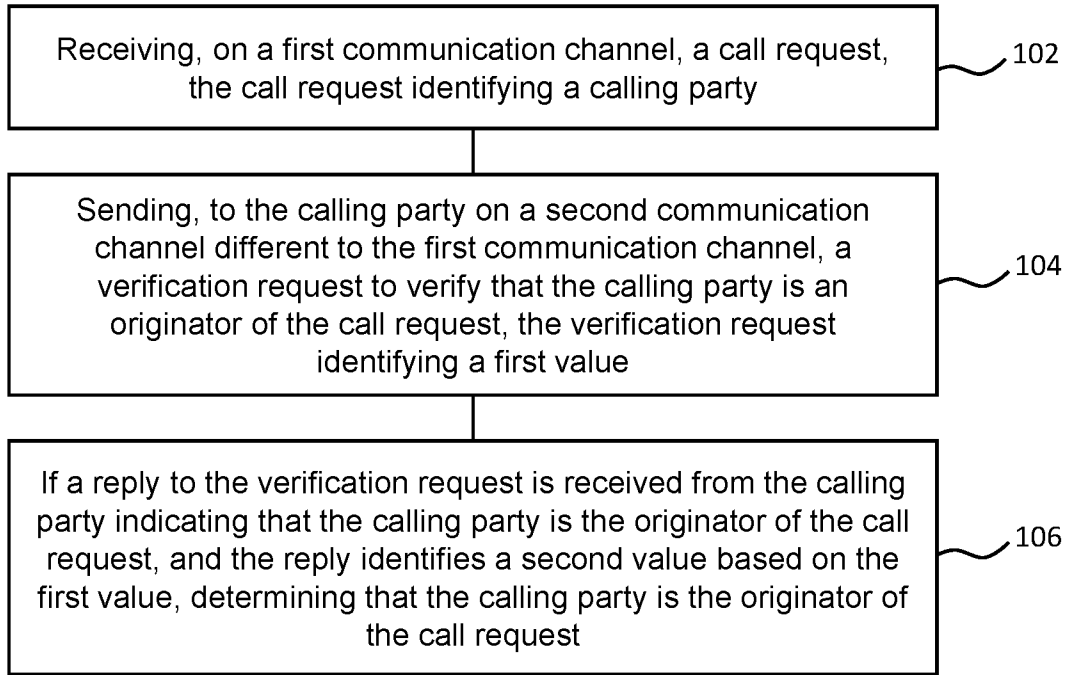 Receiving, on a first communication channel, a call request,
the call request identifying a calling party
102
Sending, to the calling party on a second communication
channel different to the first communication channel, a
verification request to verify that the calling party is an
originator of the call request, the verification request
identifying a first value
104
If a reply to the verification request is received from the calling
party indicating that the calling party is the originator of the call
request, and the reply identifies a second value based on the
first value, determining that the calling party is the originator of
the call request
106